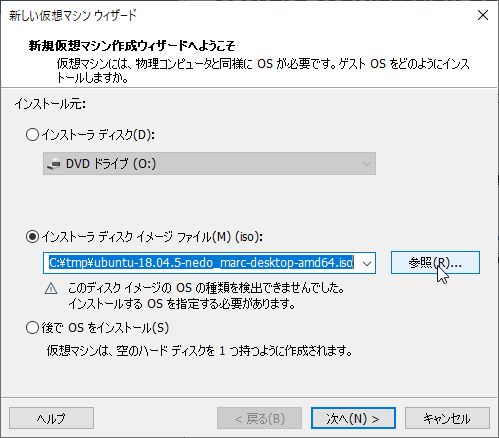 新しい仮想マシン ウィザード
新規仮想マシン作成ウィザードへようこそ
仮想マシンには、物理コンピュータと同様に OS が必要です。ゲスト OS をどのようにインス
トールしますか。
インストール元:
インストーラ ディスク(D):
DVD ドライブ (O:)
インストーラ ディスク イメージ ファイル(M) (iso):
C:¥tmp¥ubuntu-18.04.5-nedo_marc-desktop-amd64.iso
参照(R)...
このディスク イメージの OS の種類を検出できませんでした。
インストールする OS を指定する必要があります。
後で OS をインストール(S)
仮想マシンは、空のハード ディスクを 1 つ持つように作成されます。
ヘルプ
< 戻る(B)
次へ(N) >
キャンセル